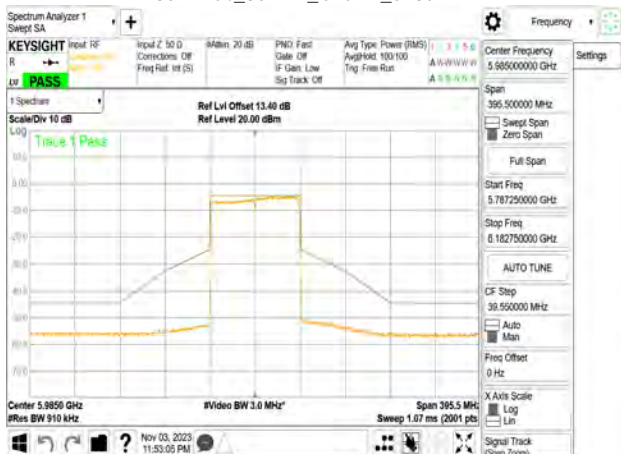 Spectrum Analyzer 1
Swept SA
+
Frequency
KEYSIGHT
Input: RF
Input Z: 50 Ω
#Atten: 20 dB
PNO: Fast
Avg Type: Power (RMS)
R
Corrections: Off
Gate: Off
Avg|Hold: 100/100
Freq Ref: Int (S)
IF Gain: Low
Trig: Free Run
Sig Track: Off
PASS
Center Frequency
5.985000000 GHz
Settings
Span
395.500000 MHz
Swept Span
Zero Span
Full Span
Start Freq
5.787250000 GHz
Stop Freq
6.182750000 GHz
AUTO TUNE
CF Step
39.550000 MHz
Auto
Man
Freq Offset
0 Hz
X Axis Scale
Log
Lin
Signal Track
(Span Zoom)
1 Spectrum
Scale/Div 10 dB
Ref Lvl Offset 13.40 dB
Ref Level 20.00 dBm
Log
Trace 1 Pass
Center 5.9850 GHz
#Video BW 3.0 MHz*
Span 395.5 MHz
#Res BW 910 kHz
Sweep 1.07 ms (2001 pts
?
Nov 03, 2023
11:53:05 PM